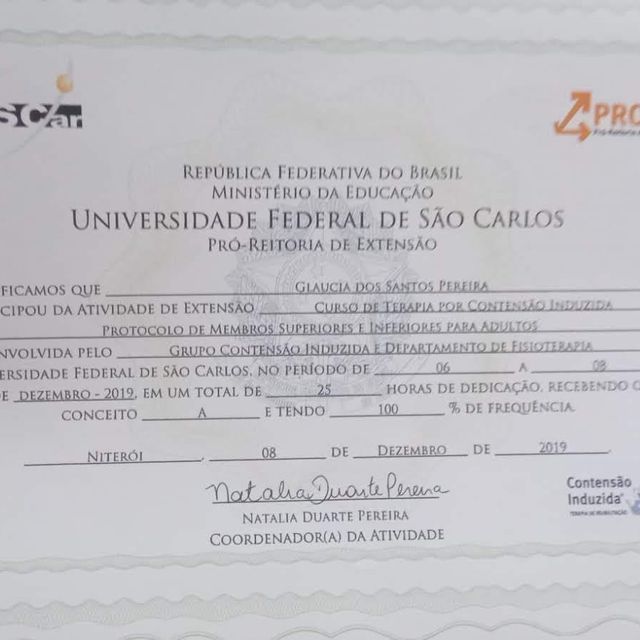 SCar
PRO
REPÚBLICA FEDERATIVA DO BRASIL
MINISTÉRIO DA EDUCAÇÃO
UNIVERSIDADE FEDERAL DE SÃO CARLOS
PRÓ-REITORIA DE EXTENSÃO
FICAMOS QUE GLAUCIA DOS SANTOS PEREIRA
CIPOU DA ATIVIDADE DE EXTENSÃO CURSO DE TERAPIA POR CONTENSÃO INDUZIDA
PROTOCOLO DE MEMBROS SUPERIORES E INFERIORES PARA ADULTOS
NVOLVIDA PELO GRUPO CONTENSÃO INDUZIDA E DEPARTAMENTO DE FISIOTERAPIA
VERSIDADE FEDERAL DE SÃO CARLOS, NO PERÍODO DE 06 A 08
E DEZEMBRO - 2019, EM UM TOTAL DE 25 HORAS DE DEDICAÇÃO, RECEBENDO O
CONCEITO A E TENDO 100 % DE FREQUÊNCIA.
NITERÓI, 08 DE DEZEMBRO DE 2019
Natalia Duarte Pereira
NATALIA DUARTE PEREIRA
COORDENADOR(A) DA ATIVIDADE
Contensão
Induzida